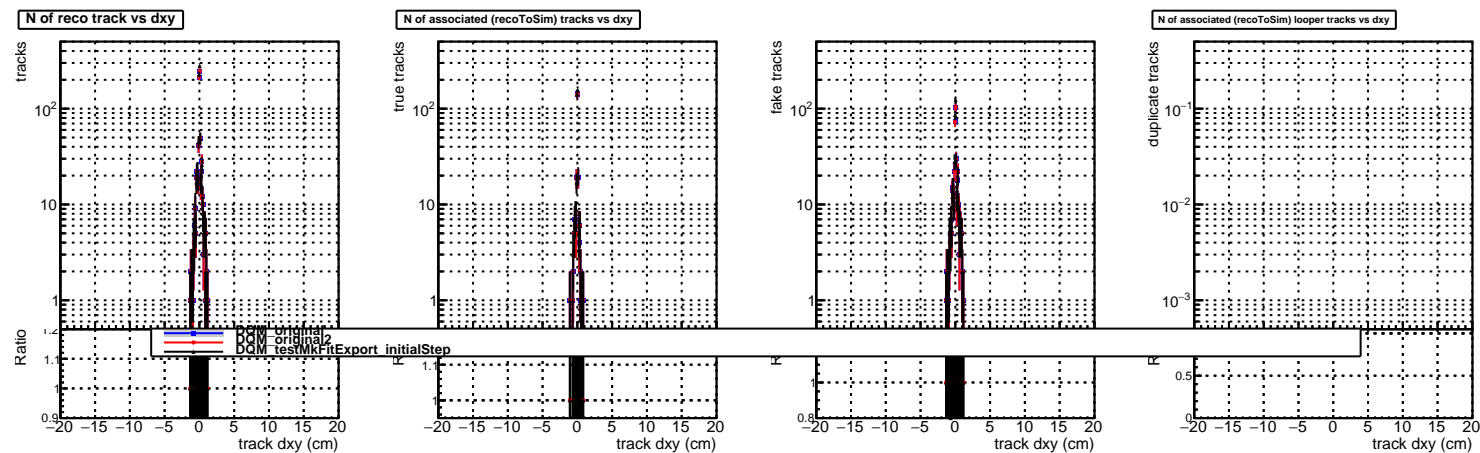 N of reco track vs dxy
tracks
10²
10
1
1.2
1.1
1
0.9
Ratio
−20 −15 −10 −5 0 5 10 15 20
track dxy (cm)
N of associated (recoToSim) tracks vs dxy
true tracks
10²
10
1
1.1
1
−20 −15 −10 −5 0 5 10 15 20
track dxy (cm)
fake tracks
10²
10
1
1
0.8
−20 −15 −10 −5 0 5 10 15 20
track dxy (cm)
N of associated (recoToSim) looper tracks vs dxy
duplicate tracks
10⁻¹
10⁻²
10⁻³
0.5
0
−20 −15 −10 −5 0 5 10 15 20
track dxy (cm)
DQM_original
DQM_original2
DQM_testMkFitExport_initialStep